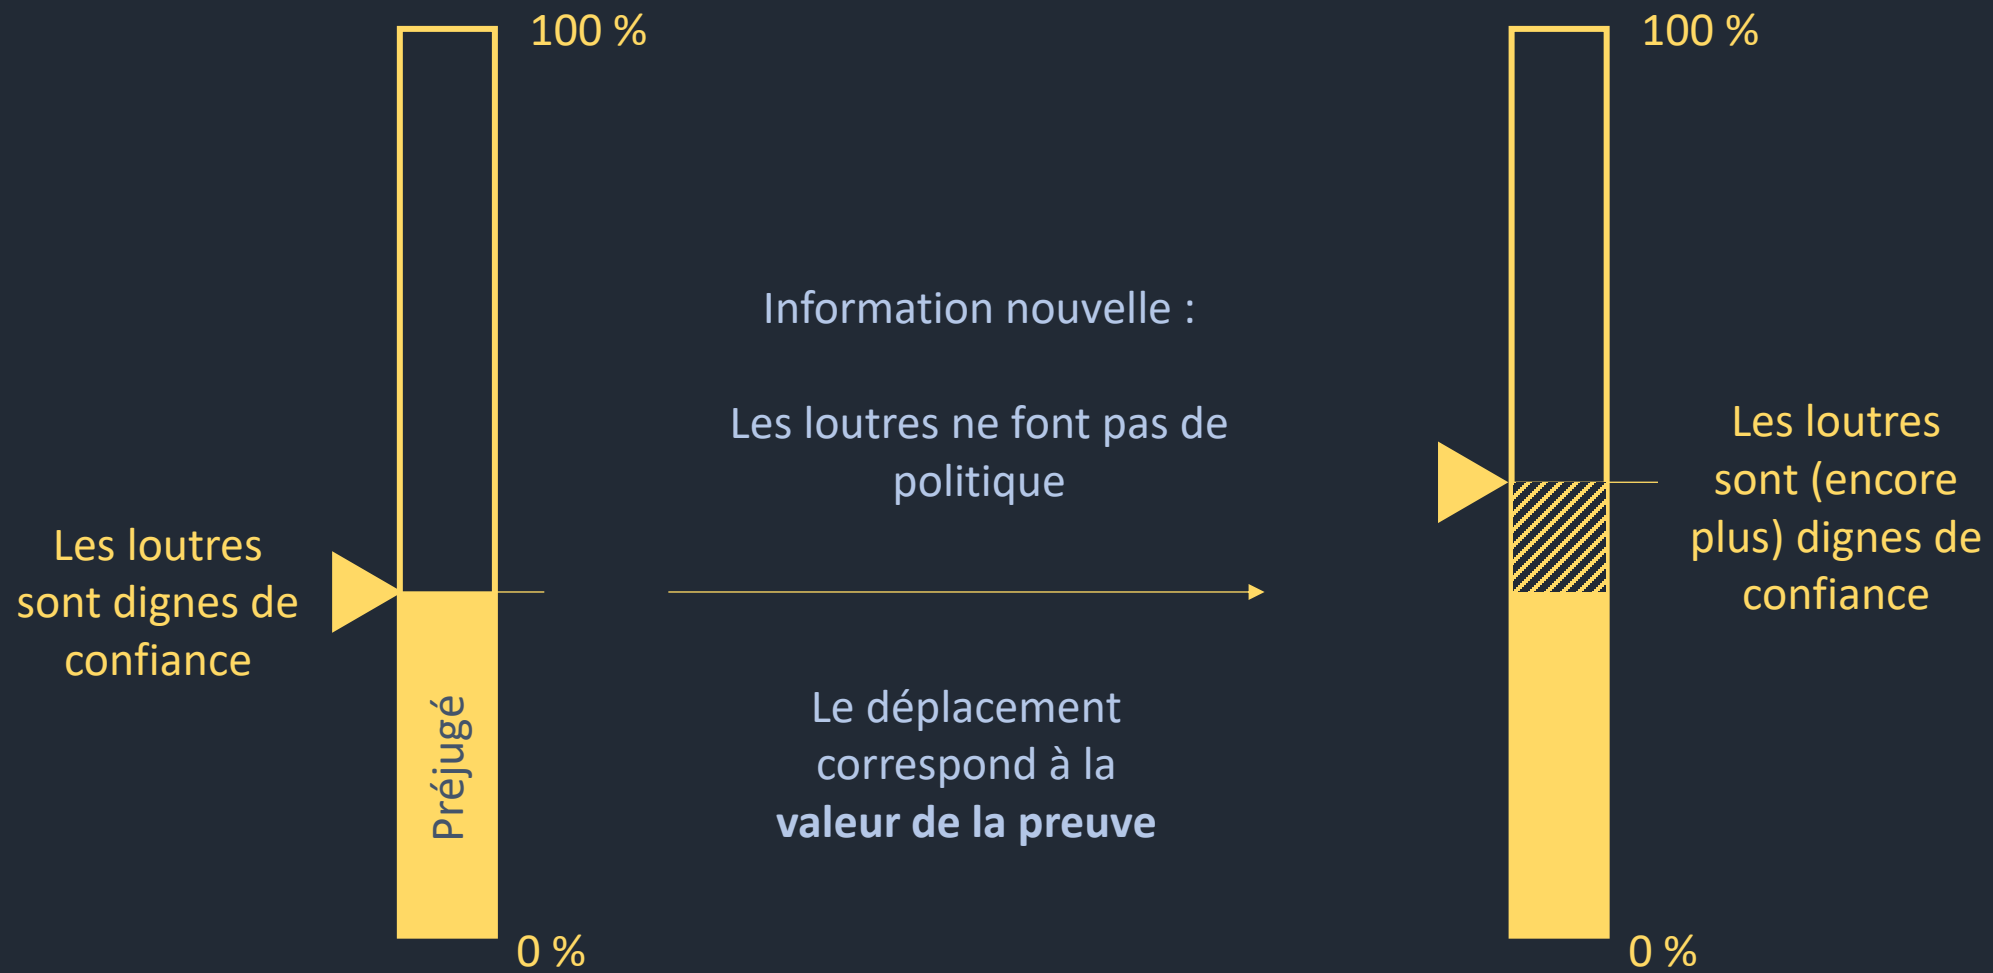 100 %
Les loutres
sont dignes de
confiance
Préjugé
0 %
Information nouvelle :
Les loutres ne font pas de
politique
Le déplacement
correspond à la
valeur de la preuve
100 %
Les loutres
sont (encore
plus) dignes de
confiance
0 %